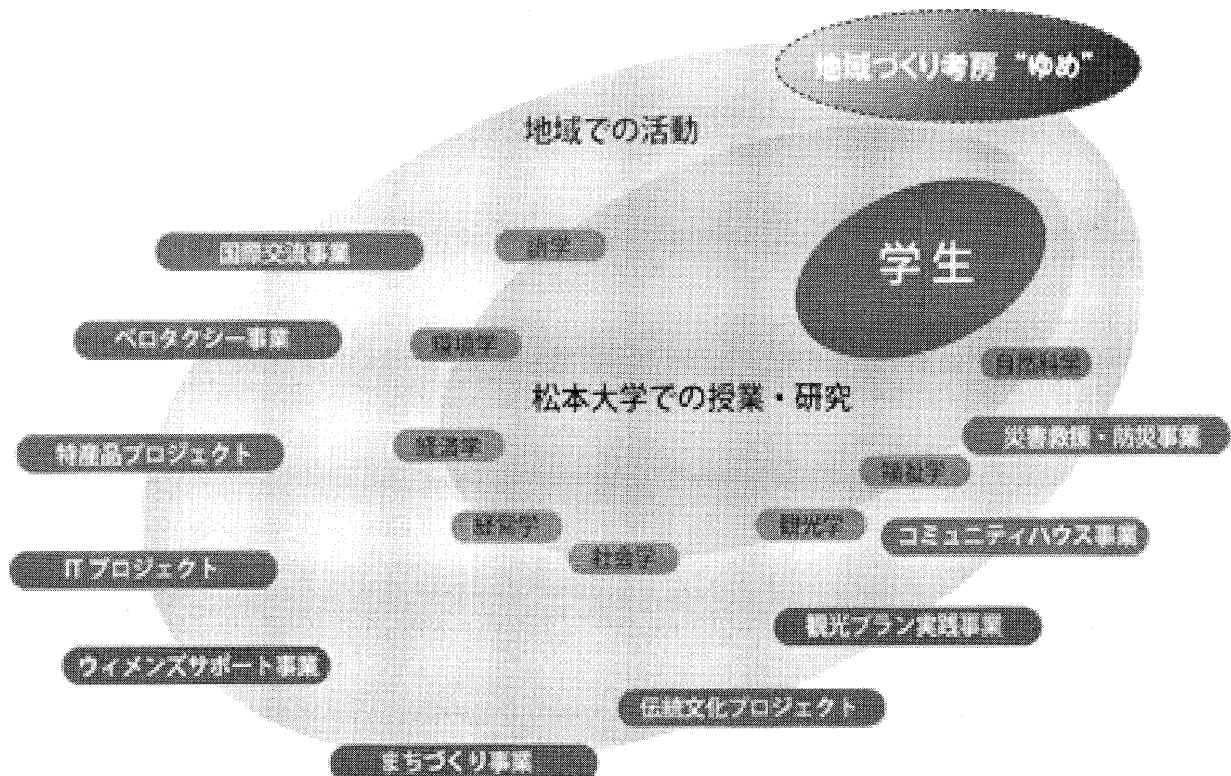 地域づくり考房 “ゆめ”
地域での活動
学生
国際交流事業
語学
ベロタクシー事業
環境学
自然科学
松本大学での授業・研究
特産品プロジェクト
経済学
災害救援・防災事業
福祉学
経営学
観光学
コミュニティハウス事業
社会学
ITプロジェクト
観光プラン実践事業
ウィメンズサポート事業
伝統文化プロジェクト
まちづくり事業